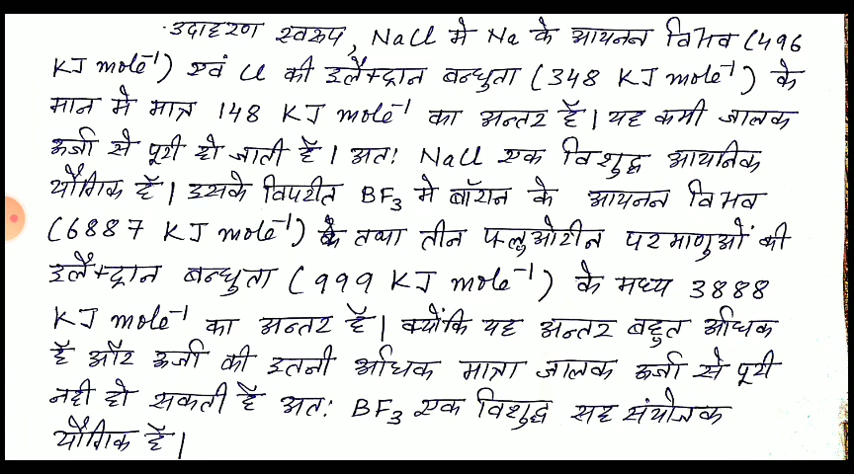 उदाहरण स्वरूप, NaCl मे Na के आयनन विभव (496
KJ mole⁻¹) एवं Cl की इलैक्ट्रान बन्धुता (348 KJ mole⁻¹) के
मान मे मात्र 148 KJ mole⁻¹ का अन्तर है। यह कमी जालक
ऊर्जा से पूरी हो जाती है। अतः NaCl एक विशुद्ध आयनिक
यौगिक है। इसके विपरीत BF₃ मे बॉरान के आयनन विभव
(6887 KJ mole⁻¹) तथा तीन फ्लुओरीन परमाणुओं की
इलैक्ट्रान बन्धुता (999 KJ mole⁻¹) के मध्य 3888
KJ mole⁻¹ का अन्तर है। क्योंकि यह अन्तर बहुत अधिक
है और ऊर्जा की इतनी अधिक मात्रा जालक ऊर्जा से पूरी
नही हो सकती है अतः BF₃ एक विशुद्ध सह संयोजक
यौगिक है।